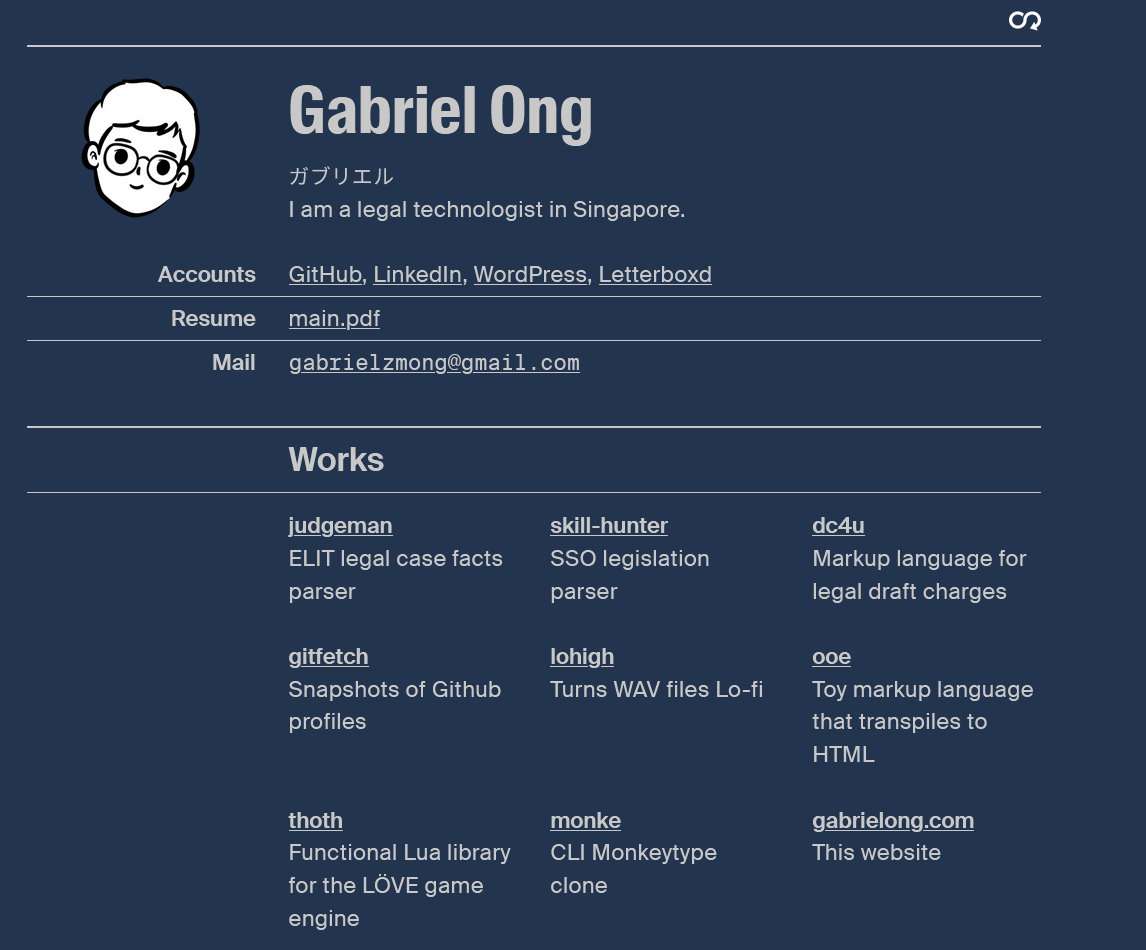 Gabriel Ong
ガブリエル
I am a legal technologist in Singapore.
Accounts GitHub, LinkedIn, WordPress, Letterboxd
Resume main.pdf
Mail gabrielzmong@gmail.com
Works
judgeman
ELIT legal case facts
parser
skill-hunter
SSO legislation
parser
dc4u
Markup language for
legal draft charges
gitfetch
Snapshots of Github
profiles
lohigh
Turns WAV files Lo-fi
ooe
Toy markup language
that transpiles to
HTML
thoth
Functional Lua library
for the LÖVE game
engine
monke
CLI Monkeytype
clone
gabrielong.com
This website